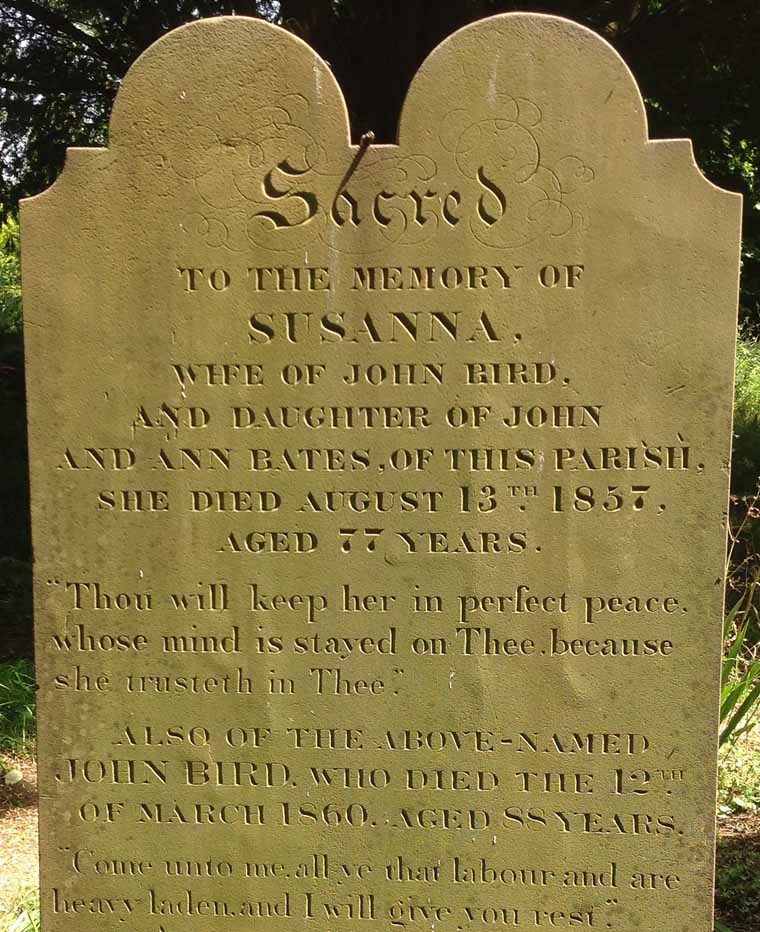 Sacred
TO THE MEMORY OF
SUSANNA,
WIFE OF JOHN BIRD,
AND DAUGHTER OF JOHN
AND ANN BATES, OF THIS PARISH,
SHE DIED AUGUST 13TH. 1857,
AGED 77 YEARS.
"Thou will keep her in perfect peace,
whose mind is stayed on Thee, because
she trusteth in Thee."
ALSO OF THE ABOVE-NAMED
JOHN BIRD, WHO DIED THE 12TH.
OF MARCH 1860, AGED 88 YEARS.
"Come unto me, all ye that labour and are
heavy laden, and I will give you rest".